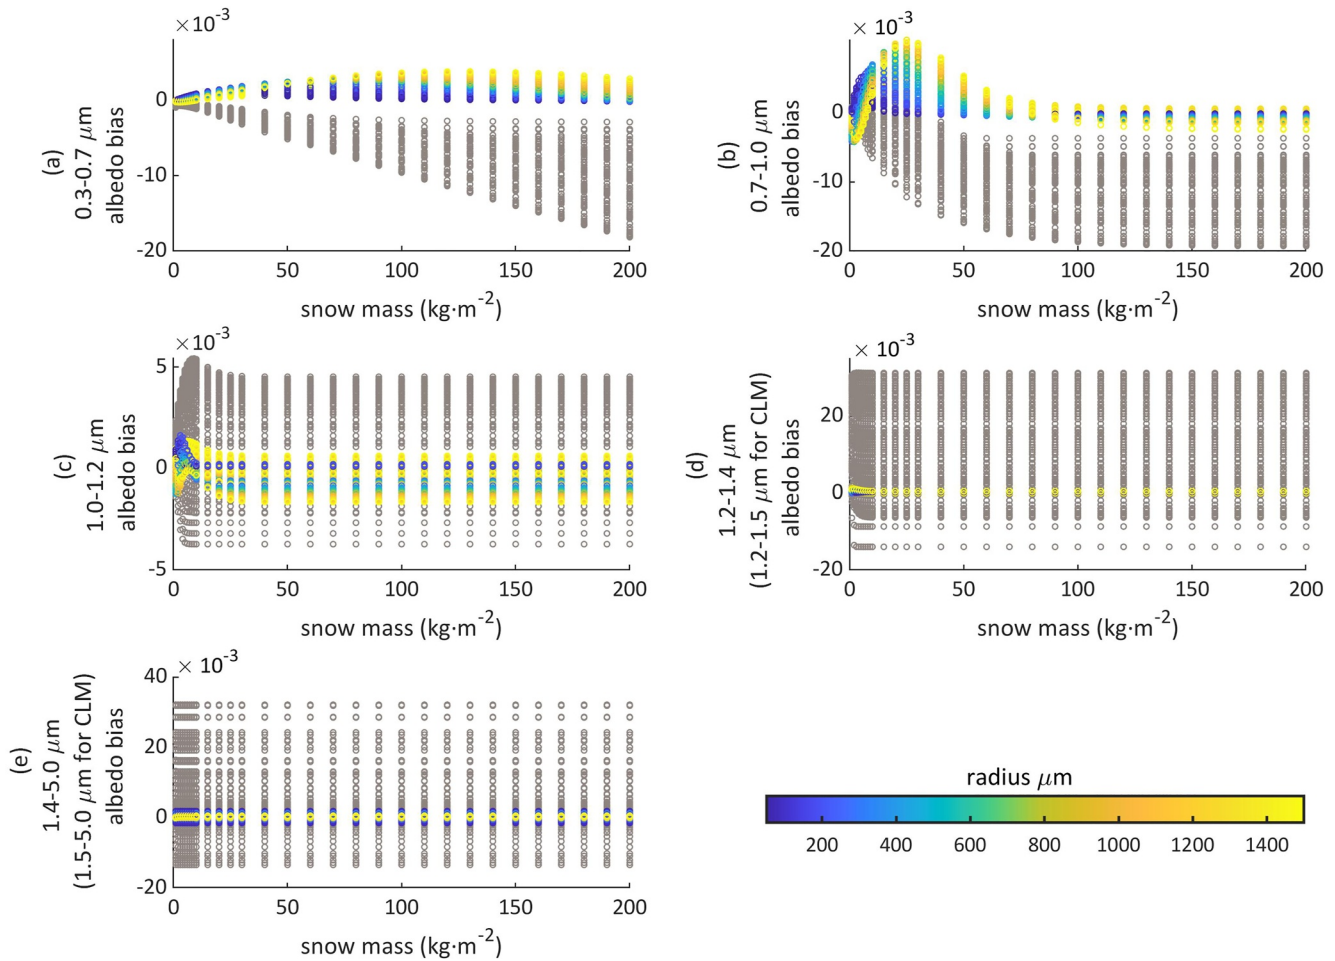 × 10⁻³
0
-10
-20
0 50 100 150 200
snow mass (kg·m⁻²)
(a)
0.3-0.7 μm
albedo bias
× 10⁻³
0
-10
-20
0 50 100 150 200
snow mass (kg·m⁻²)
(b)
0.7-1.0 μm
albedo bias
× 10⁻³
5
0
-5
0 50 100 150 200
snow mass (kg·m⁻²)
(c)
1.0-1.2 μm
albedo bias
× 10⁻³
20
0
-20
0 50 100 150 200
snow mass (kg·m⁻²)
(d)
1.2-1.4 μm
(1.2-1.5 μm for CLM)
albedo bias
× 10⁻³
40
20
0
-20
0 50 100 150 200
snow mass (kg·m⁻²)
(e)
1.4-5.0 μm
(1.5-5.0 μm for CLM)
albedo bias
radius μm
200 400 600 800 1000 1200 1400